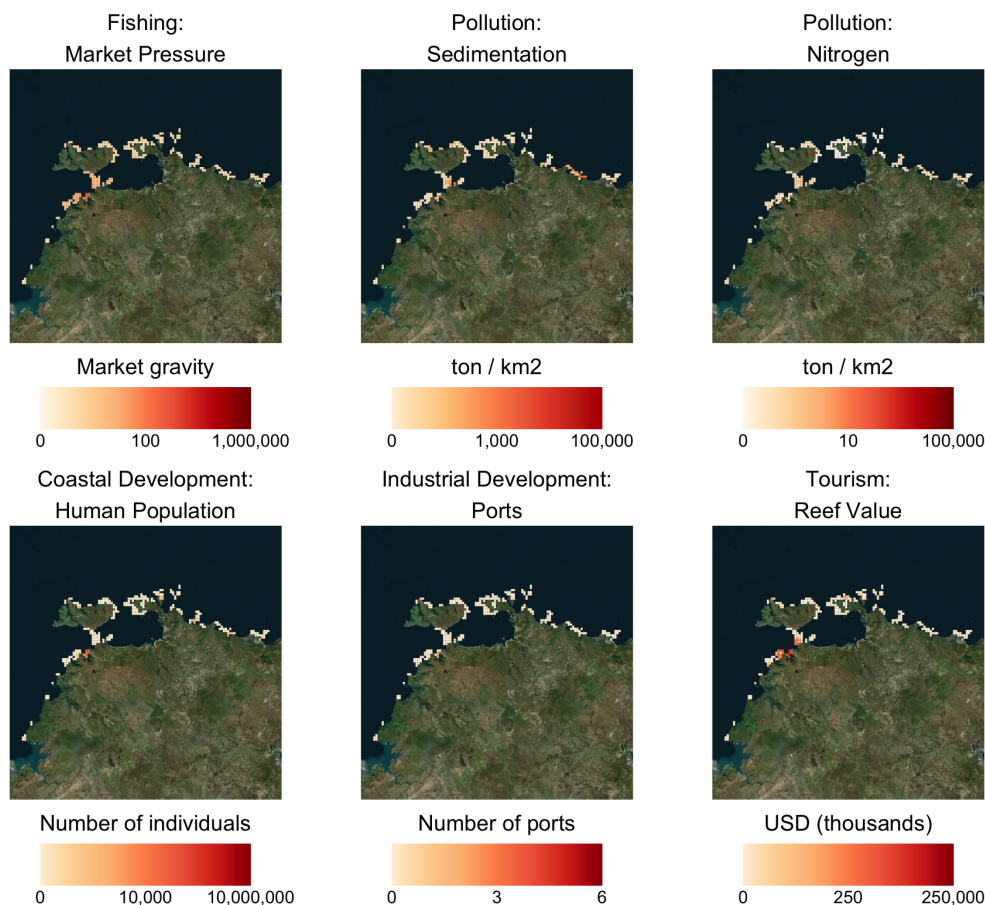 Fishing:
Market Pressure
Pollution:
Sedimentation
Pollution:
Nitrogen
Market gravity
0 100 1,000,000
ton / km2
0 1,000 100,000
ton / km2
0 10 100,000
Coastal Development:
Human Population
Industrial Development:
Ports
Tourism:
Reef Value
Number of individuals
0 10,000 10,000,000
Number of ports
0 3 6
USD (thousands)
0 250 250,000